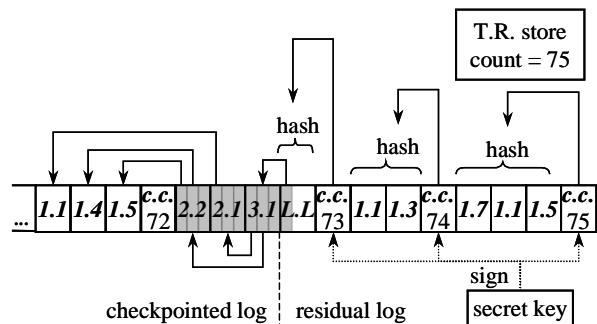 T.R. store
count = 75
hash
hash
hash
... 1.1 1.4 1.5 c.c. 72 2.2 2.1 3.1 L.L c.c. 73 1.1 1.3 c.c. 74 1.7 1.1 1.5 c.c. 75
sign
checkpointed log residual log secret key